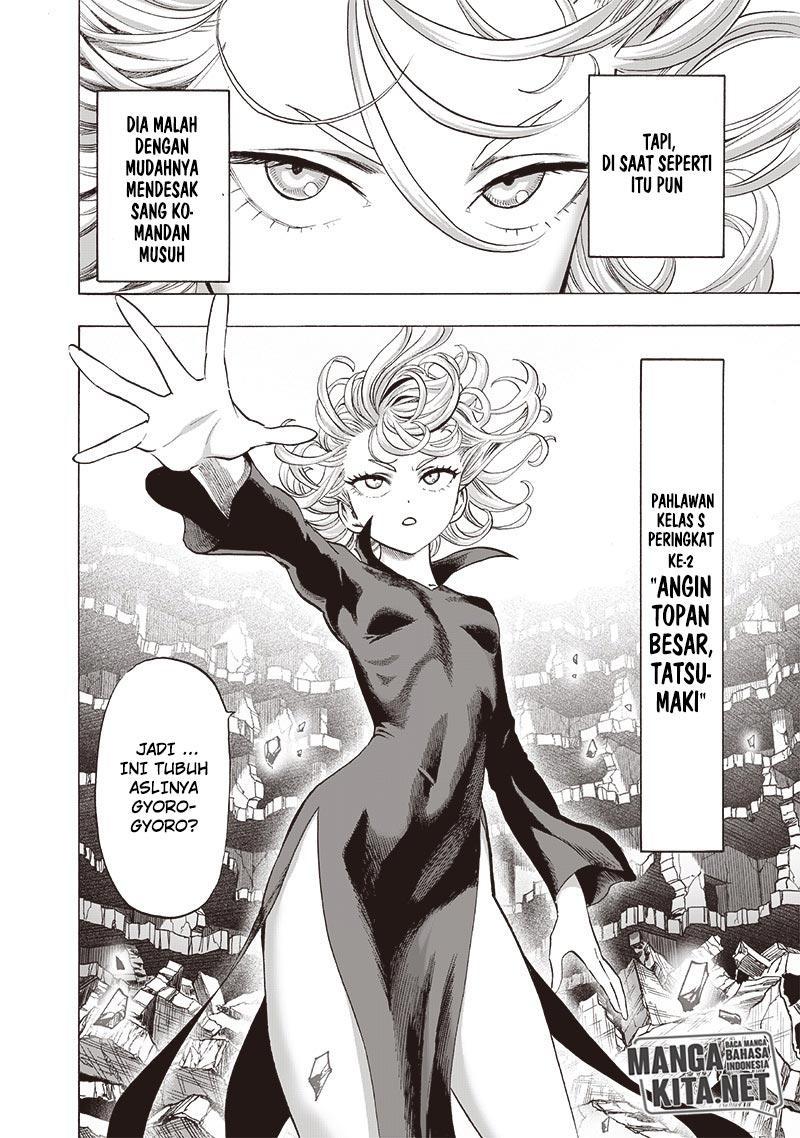 TAPI,
DI SAAT SEPERTI
ITU PUN
DIA MALAH
DENGAN
MUDAHNYA
MENDESAK
SANG KO-
MANDAN
MUSUH
PAHLAWAN
KELAS S
PERINGKAT
KE-2
"ANGIN
TOPAN
BESAR,
TATSU-
MAKI"
JADI ...
INI TUBUH
ASLINYA
GYORO-
GYORO?
MANGA
KITA.NET
BACA MANGA
BAHASA
INDONESIA